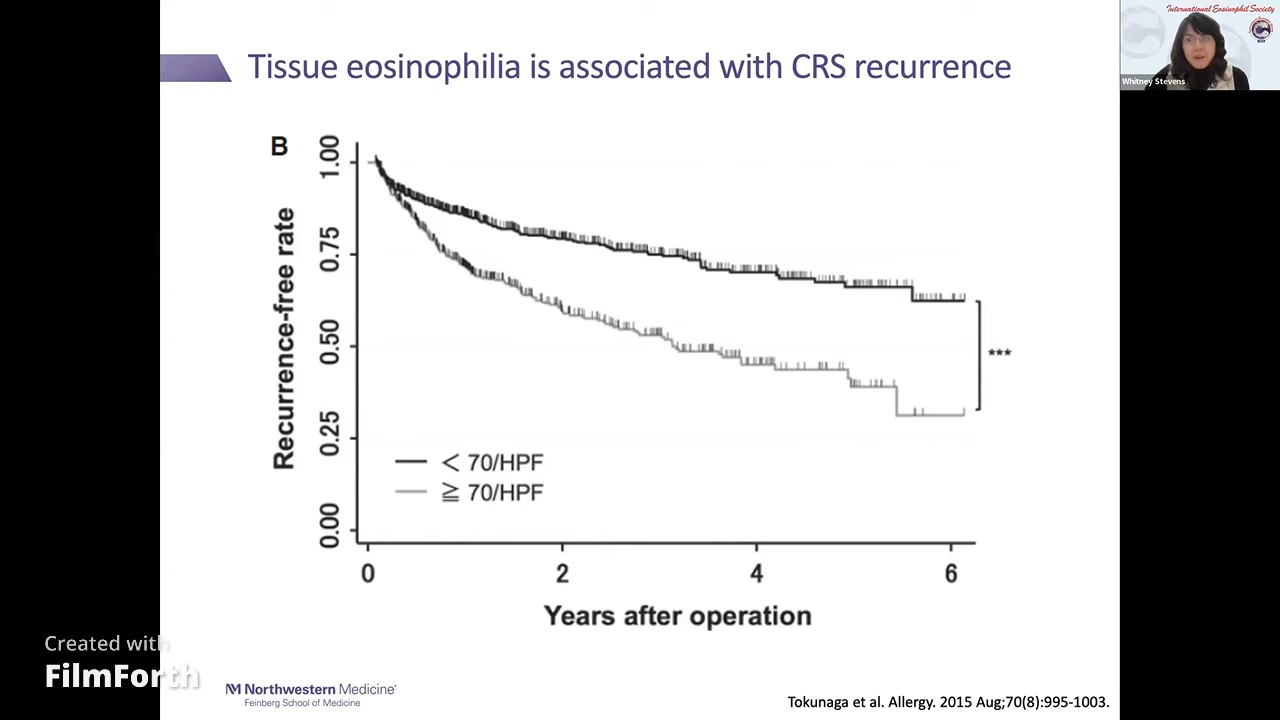 International Eosinophil Society
Whitney Stevens
Tissue eosinophilia is associated with CRS recurrence
B
Recurrence-free rate
1.00
0.75
0.50
0.25
0.00
< 70/HPF
≧ 70/HPF
***
0 2 4 6
Years after operation
Created with
FilmForth
Northwestern Medicine®
Feinberg School of Medicine
Tokunaga et al. Allergy. 2015 Aug;70(8):995-1003.